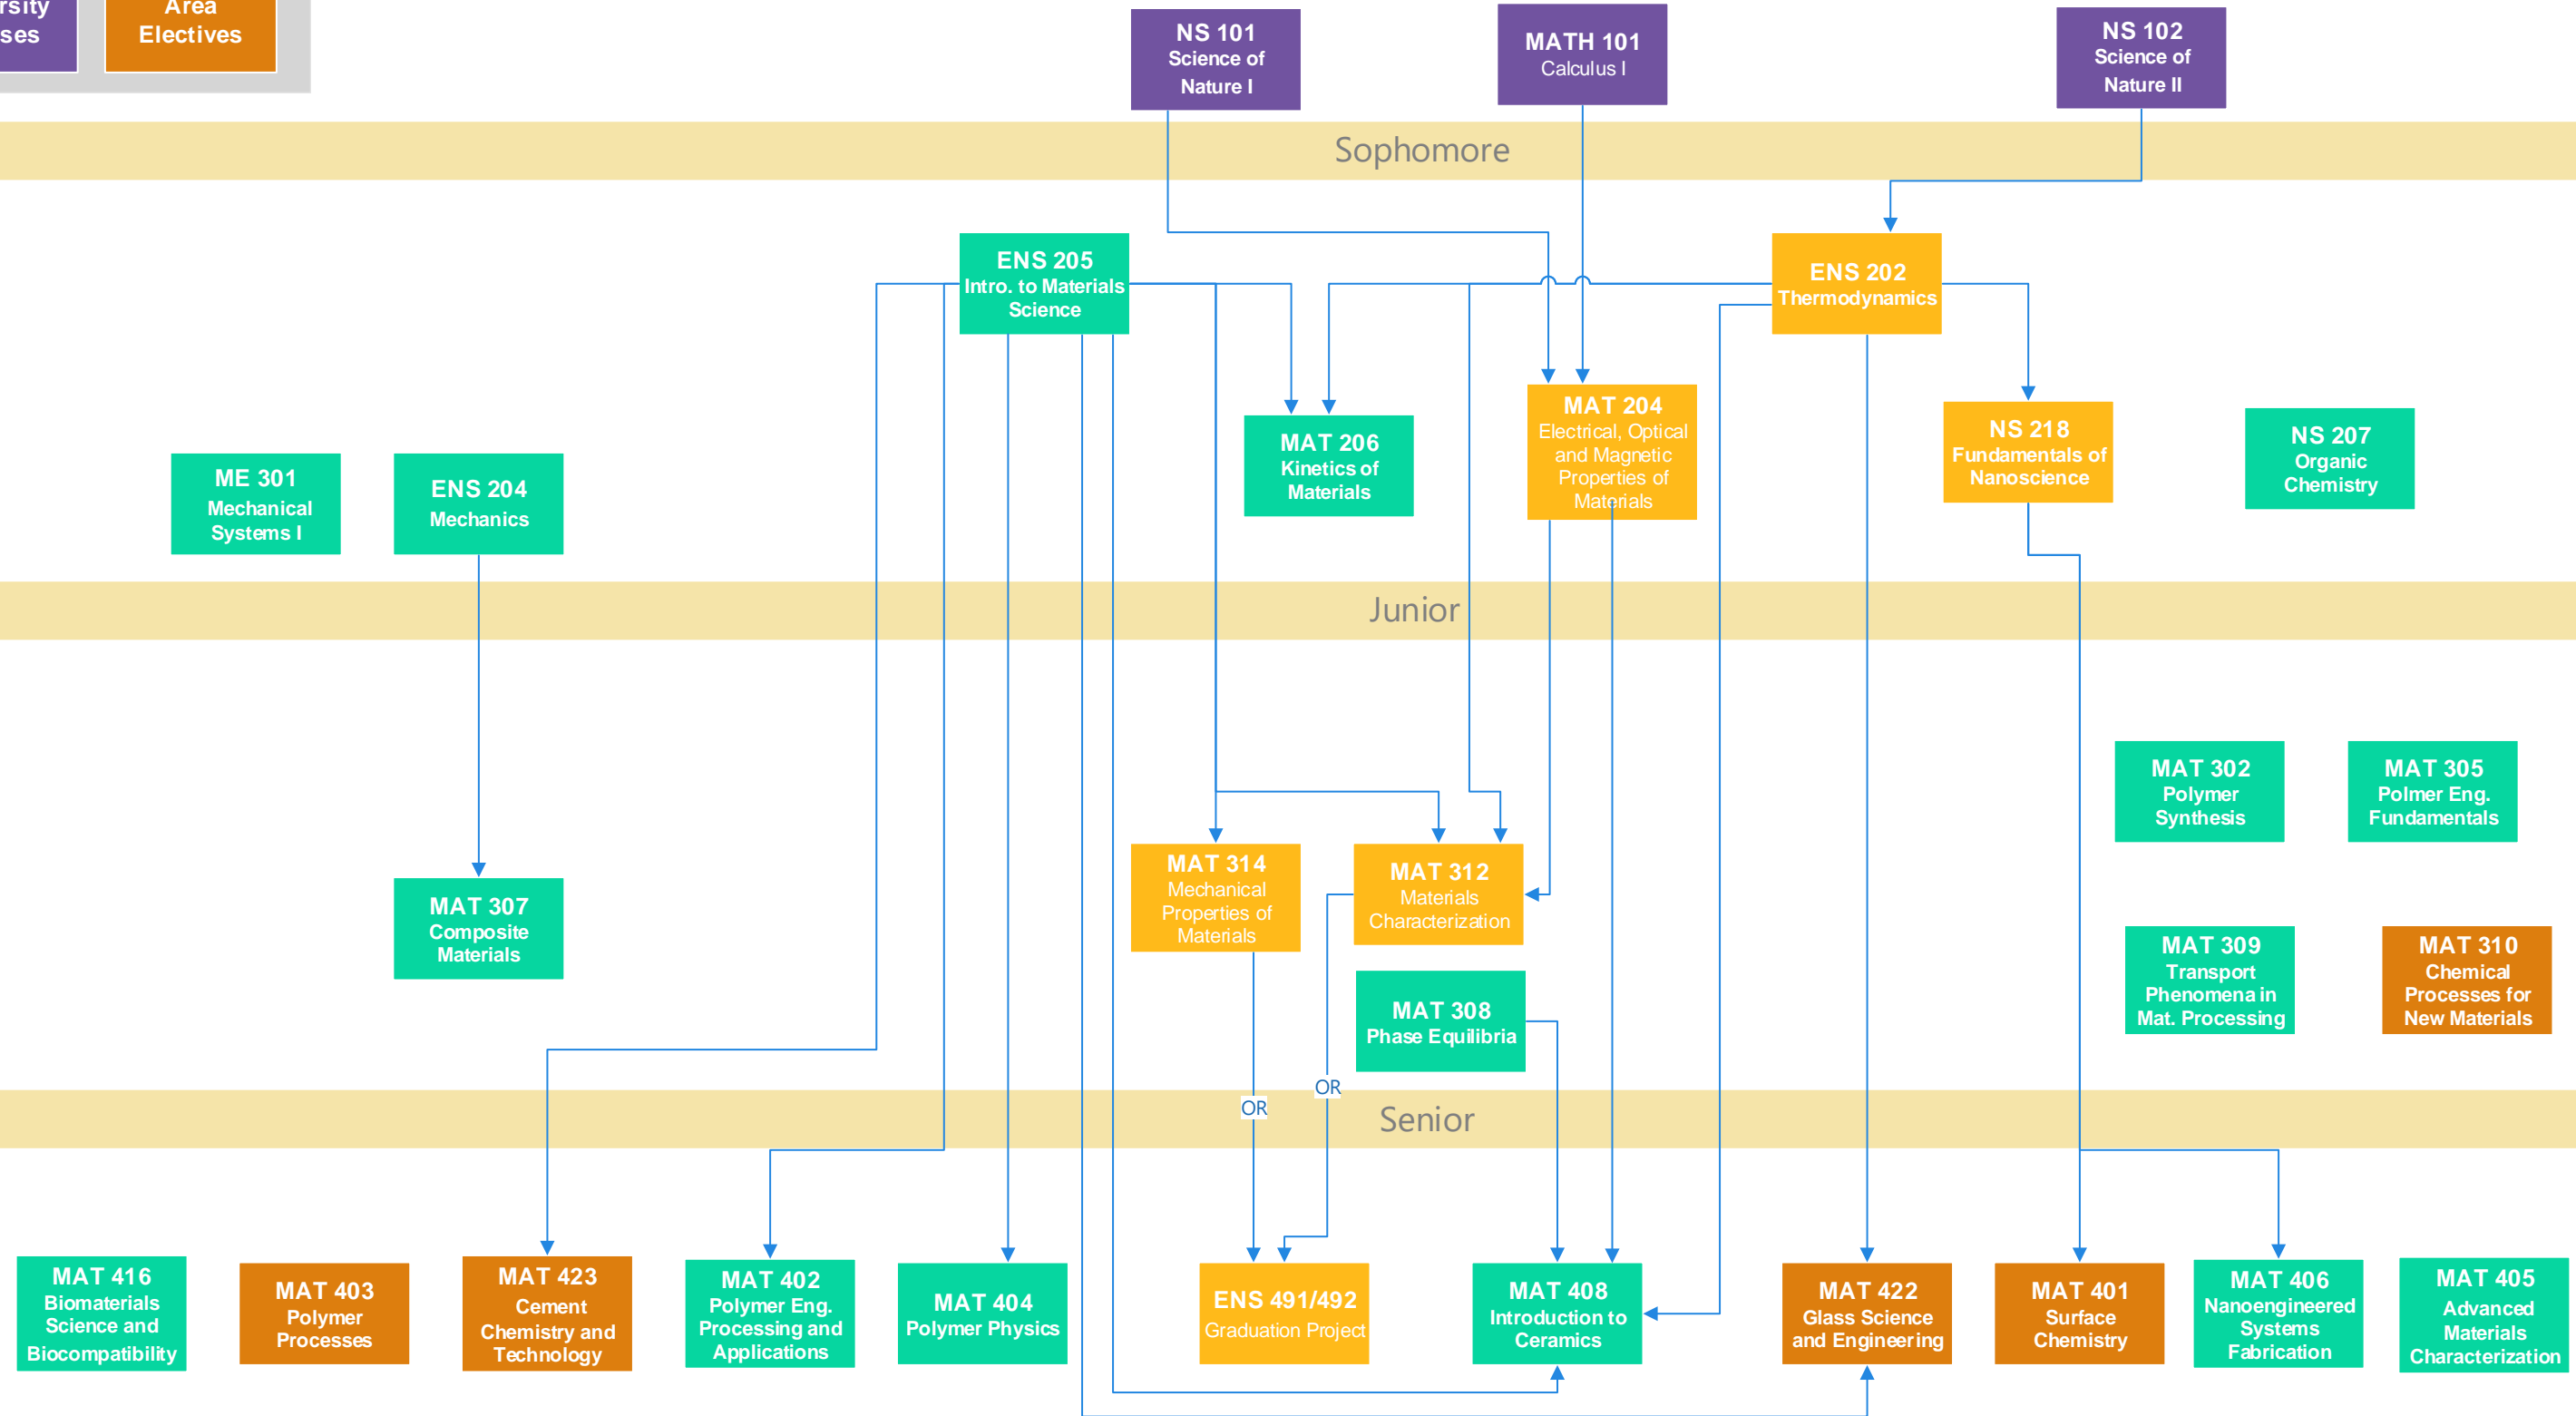 Area
Electives
NS 101
Science of
Nature I
MATH 101
Calculus I
NS 102
Science of
Nature II
Sophomore
ENS 205
Intro. to Materials
Science
ENS 202
Thermodynamics
MAT 204
Electrical, Optical
and Magnetic
Properties of
Materials
MAT 206
Kinetics of
Materials
NS 218
Fundamentals of
Nanoscience
NS 207
Organic
Chemistry
ME 301
Mechanical
Systems I
ENS 204
Mechanics
Junior
MAT 302
Polymer
Synthesis
MAT 305
Polmer Eng.
Fundamentals
MAT 314
Mechanical
Properties of
Materials
MAT 312
Materials
Characterization
MAT 307
Composite
Materials
MAT 309
Transport
Phenomena in
Mat. Processing
MAT 310
Chemical
Processes for
New Materials
MAT 308
Phase Equilibria
OR
OR
Senior
MAT 416
Biomaterials
Science and
Biocompatibility
MAT 403
Polymer
Processes
MAT 423
Cement
Chemistry and
Technology
MAT 402
Polymer Eng.
Processing and
Applications
MAT 404
Polymer Physics
ENS 491/492
Graduation Project
MAT 408
Introduction to
Ceramics
MAT 422
Glass Science
and Engineering
MAT 401
Surface
Chemistry
MAT 406
Nanoengineered
Systems
Fabrication
MAT 405
Advanced
Materials
Characterization